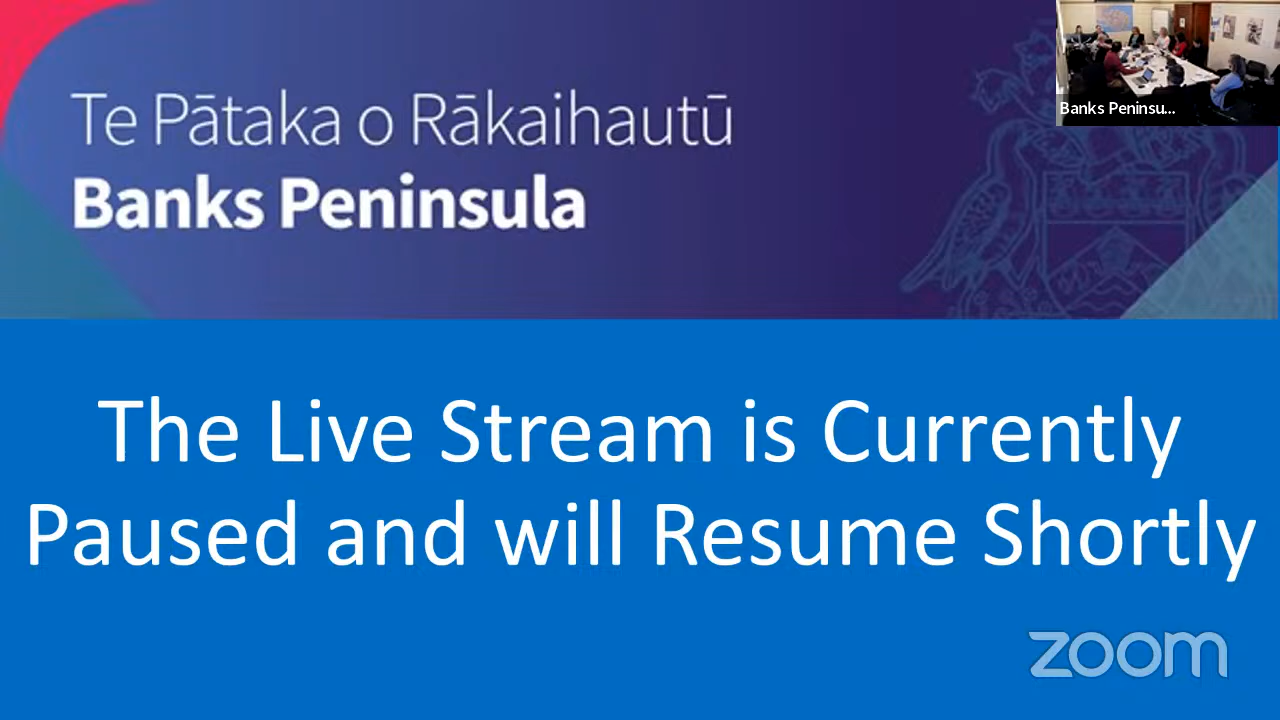 Te Pātaka o Rākaihautū
Banks Peninsula
Banks Peninsu...
The Live Stream is Currently
Paused and will Resume Shortly
zoom